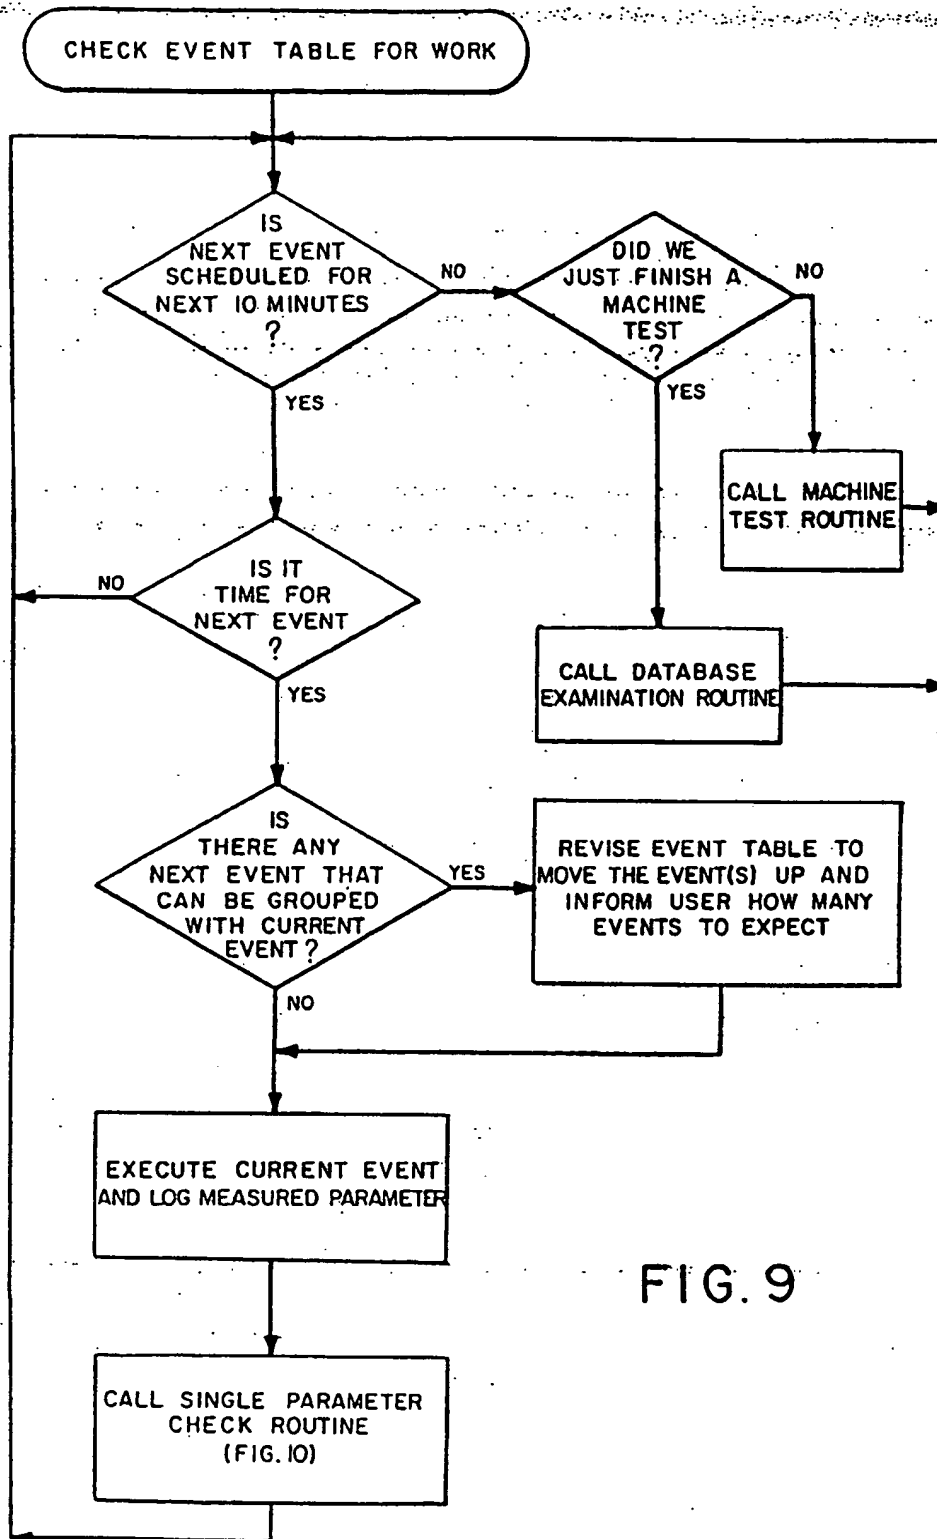 CHECK EVENT TABLE FOR WORK
IS
NEXT EVENT
SCHEDULED FOR
NEXT 10 MINUTES
?
NO
YES
DID WE
JUST FINISH A
MACHINE
TEST
?
NO
YES
CALL MACHINE
TEST ROUTINE
IS IT
TIME FOR
NEXT EVENT
?
NO
YES
CALL DATABASE
EXAMINATION ROUTINE
IS
THERE ANY
NEXT EVENT THAT
CAN BE GROUPED
WITH CURRENT
EVENT?
YES
NO
REVISE EVENT TABLE TO
MOVE THE EVENT(S) UP AND
INFORM USER HOW MANY
EVENTS TO EXPECT
EXECUTE CURRENT EVENT
AND LOG MEASURED PARAMETER
FIG. 9
CALL SINGLE PARAMETER
CHECK ROUTINE
(FIG. 10)